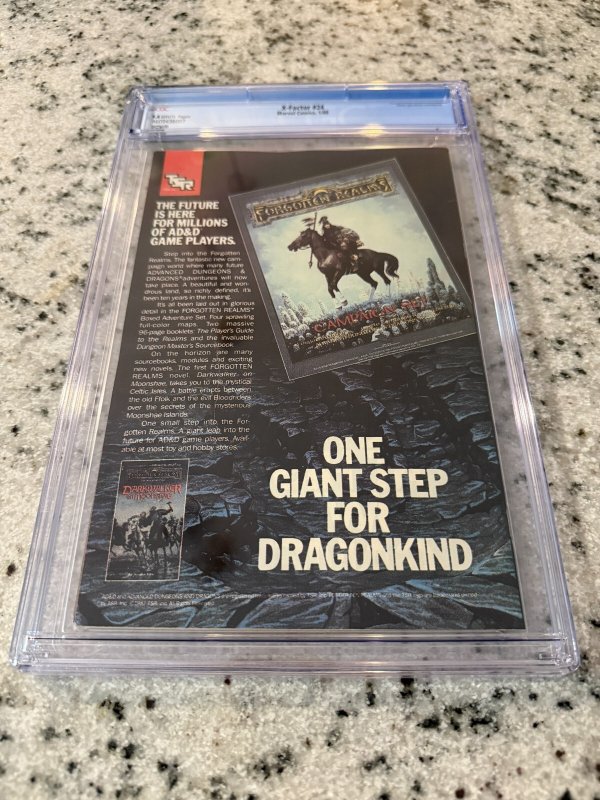 X-Factor #24
Marvel Comics, 1/88
TSR
THE FUTURE
IS HERE
FOR MILLIONS
OF AD&D
GAME PLAYERS.
Step into the Forgotten
Realms. The fantastic new cam-
paign world where many future
ADVANCED DUNGEONS &
DRAGONS® adventures will now
take place. A beautiful and won-
drous land, so richly defined, it's
been ten years in the making.
It's all been laid out in glorious
detail in the FORGOTTEN REALMS™
Boxed Adventure Set. Four sprawling
full-color maps. Two massive
96-page booklets: The Player's Guide
to the Realms and the invaluable
Dungeon Master's Sourcebook.
On the horizon are many
sourcebooks, modules and exciting
new novels. The first FORGOTTEN
REALMS novel, Darkwalker on
Moonshae, takes you to the mystical
Celtic Isles. A battle erupts between
the old Ffolk and the evil Bloodriders
over the secrets of the mysterious
Moonshae Islands.
One small step into the For-
gotten Realms. A giant leap into the
future for AD&D game players. Avail-
able at most toy and hobby stores.
FORGOTTEN REALMS
CAMPAIGN SET
DARKWALKER
ON MOONSHAE
ONE
GIANT STEP
FOR
DRAGONKIND